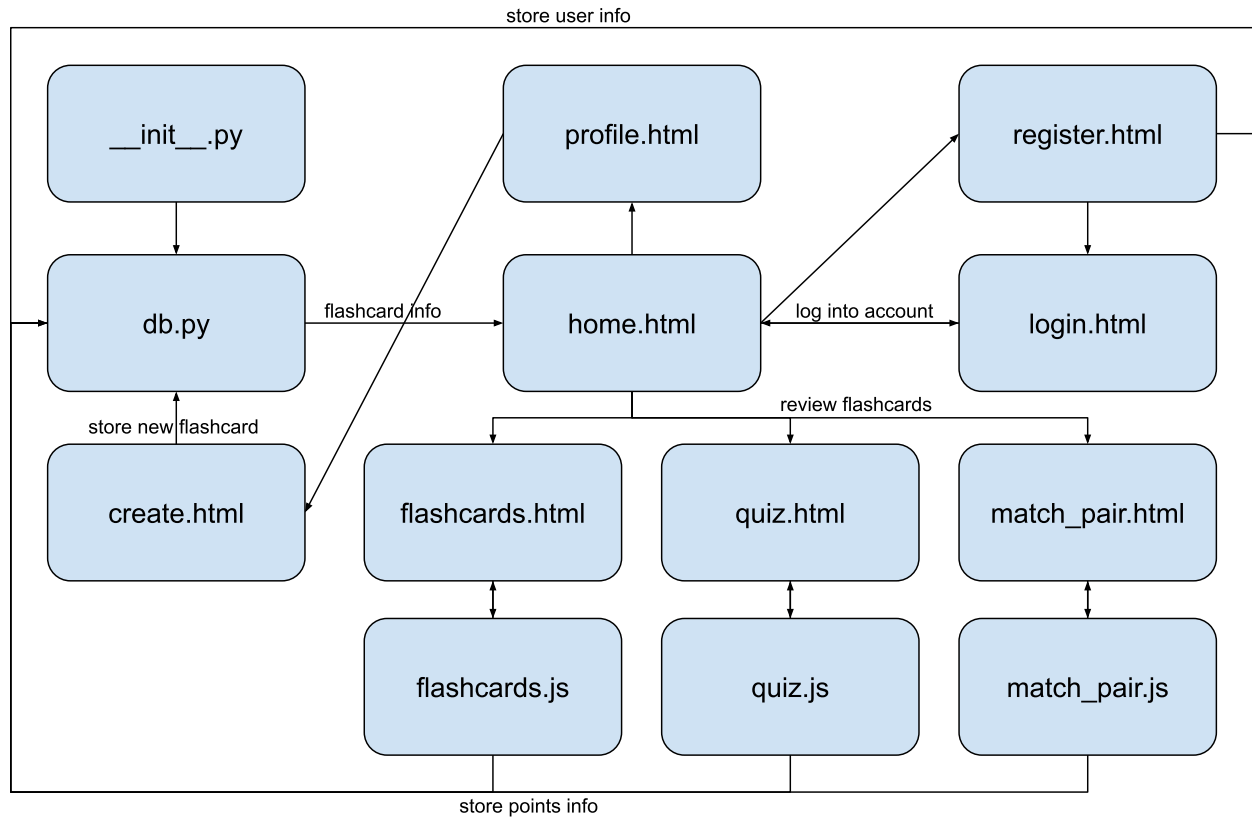 store user info
__init__.py
profile.html
register.html
db.py
flashcard info
home.html
log into account
login.html
store new flashcard
review flashcards
create.html
flashcards.html
quiz.html
match_pair.html
flashcards.js
quiz.js
match_pair.js
store points info